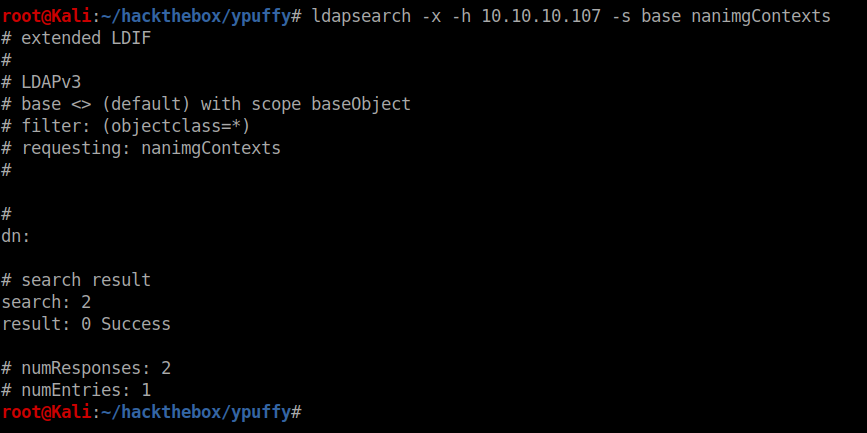 root@Kali:~/hackthebox/ypuffy# ldapsearch -x -h 10.10.10.107 -s base nanimgContexts
# extended LDIF
#
# LDAPv3
# base <> (default) with scope baseObject
# filter: (objectclass=*)
# requesting: nanimgContexts
#
#
dn:
# search result
search: 2
result: 0 Success
# numResponses: 2
# numEntries: 1
root@Kali:~/hackthebox/ypuffy#